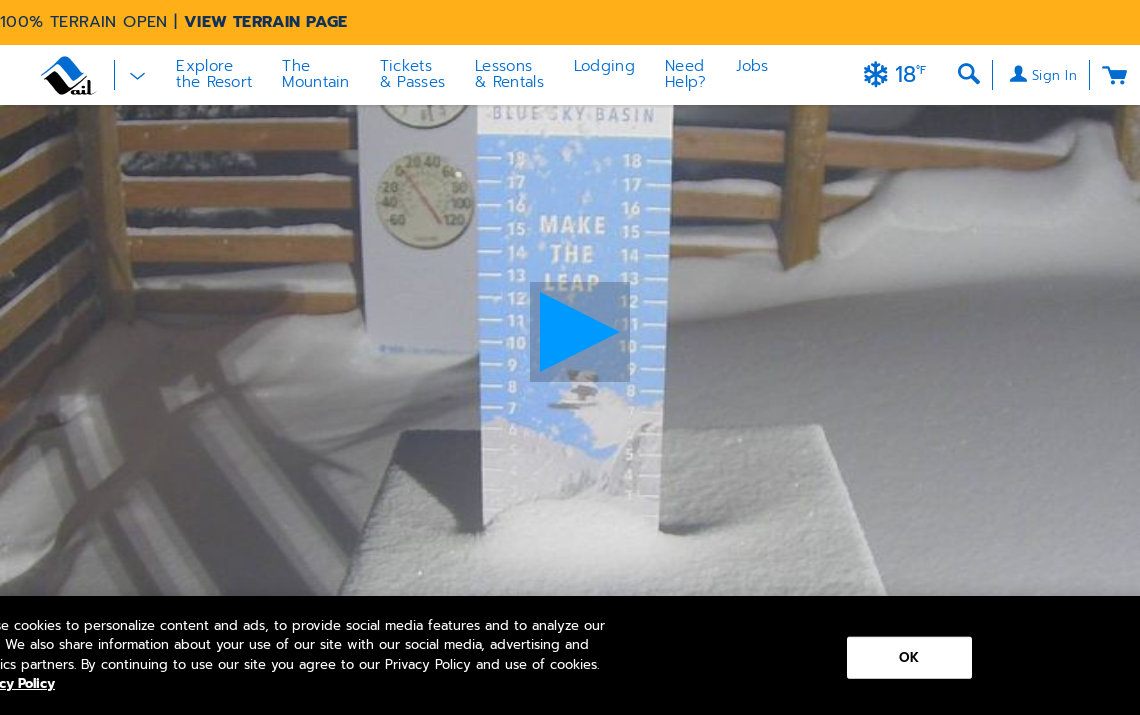 100% TERRAIN OPEN | VIEW TERRAIN PAGE
ail
Explore
the Resort
The
Mountain
Tickets
& Passes
Lessons
& Rentals
Lodging
Need
Help?
Jobs
18°F
Sign In
BLUE SKY BASIN
20 40
0 60
20 80
40 100
60 120
18 18
17 17
16 16
MAKE
15 15
THE
14 14
LEAP
13 13
12 12
11 11
10 10
9 9
8 8
7 7
6 6
5 5
4 4
e cookies to personalize content and ads, to provide social media features and to analyze our
We also share information about your use of our site with our social media, advertising and
ics partners. By continuing to use our site you agree to our Privacy Policy and use of cookies.
cy Policy
OK